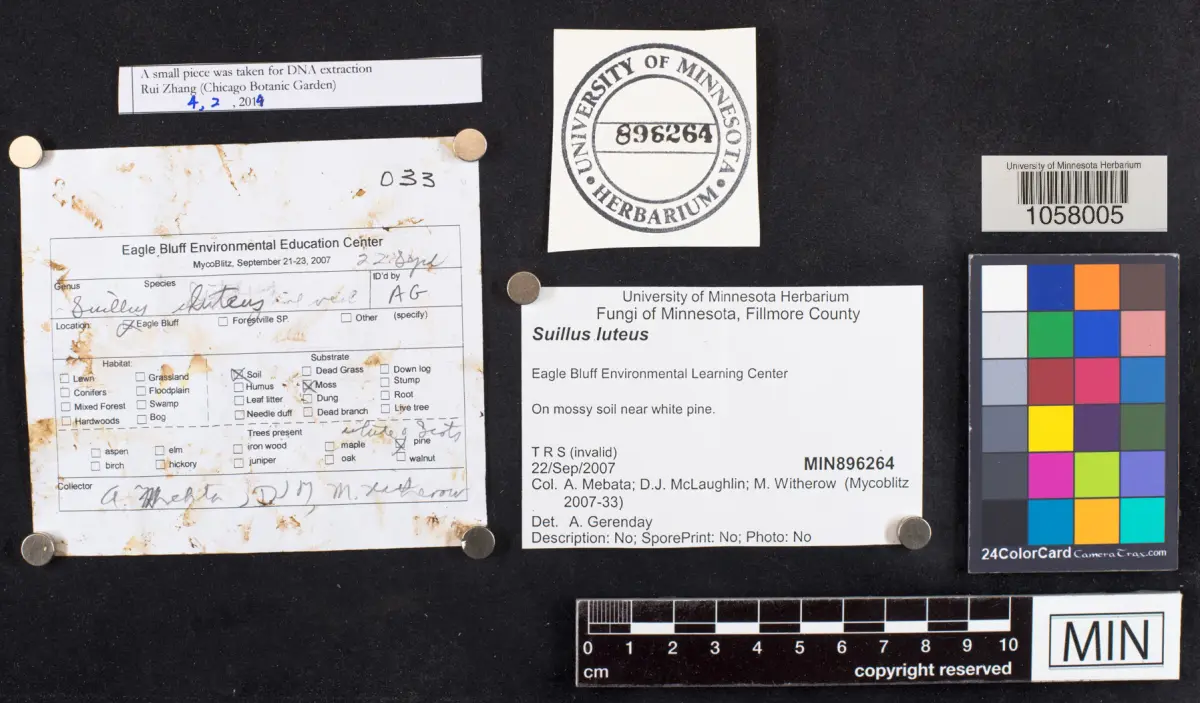 A small piece was taken for DNA extraction
Rui Zhang (Chicago Botanic Garden)
4, 2 , 2014
UNIVERSITY OF MINNESOTA
896264
HERBARIUM
University of Minnesota Herbarium
1058005
033
Eagle Bluff Environmental Education Center
MycoBlitz, September 21-23, 2007
22 Sept
Genus Species ID'd by
Suillus luteus AG
Location: Eagle Bluff Forestville SP. Other (specify)
Habitat: Substrate
Lawn Grassland Soil Dead Grass Down log
Conifers Floodplain Humus Moss Stump
Mixed Forest Swamp Leaf litter Dung Root
Hardwoods Bog Needle duff Dead branch Live tree
Trees present white & Scots
aspen elm iron wood maple pine
birch hickory juniper oak walnut
Collector A. Mebata, DJM, M. Witherow
University of Minnesota Herbarium
Fungi of Minnesota, Fillmore County
Suillus luteus
Eagle Bluff Environmental Learning Center
On mossy soil near white pine.
T R S (invalid)
22/Sep/2007 MIN896264
Col. A. Mebata; D.J. McLaughlin; M. Witherow (Mycoblitz
2007-33)
Det. A. Gerenday
Description: No; SporePrint: No; Photo: No
24ColorCard CameraTrax.com
0 1 2 3 4 5 6 7 8 9 10
cm copyright reserved
MIN